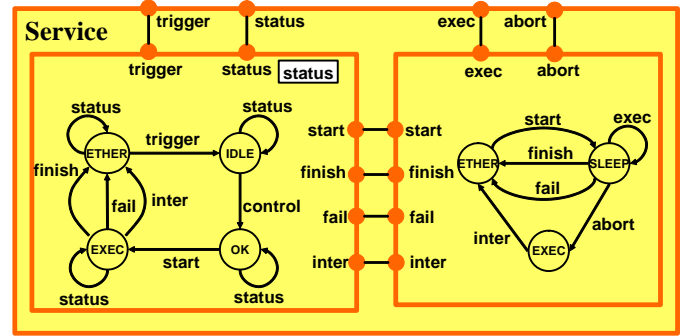 Service
trigger
status
exec
abort
trigger
status
status
exec
abort
status
status
trigger
ETHER
IDLE
finish
fail
inter
control
EXEC
start
OK
status
status
start
start
finish
finish
fail
fail
inter
inter
start
exec
ETHER
finish
SLEEP
fail
inter
abort
EXEC